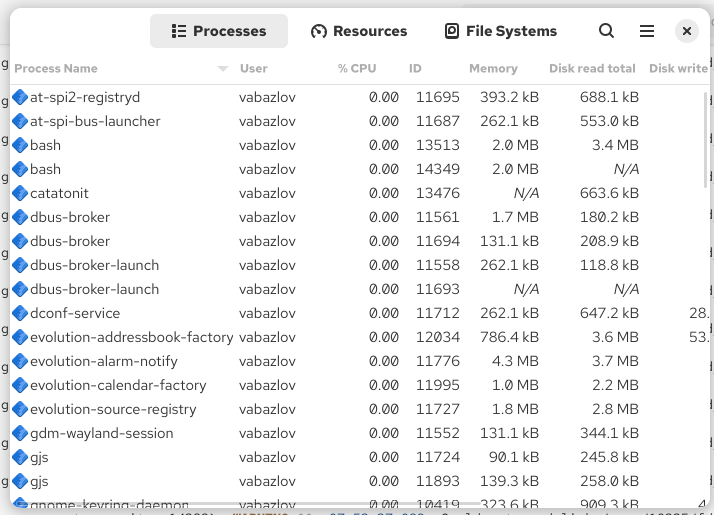 Processes Resources File Systems
Process Name User % CPU ID Memory Disk read total Disk write
at-spi2-registryd vabazlov 0.00 11695 393.2 kB 688.1 kB
at-spi-bus-launcher vabazlov 0.00 11687 262.1 kB 553.0 kB
bash vabazlov 0.00 13513 2.0 MB 3.4 MB
bash vabazlov 0.00 14349 2.0 MB N/A
catatonit vabazlov 0.00 13476 N/A 663.6 kB
dbus-broker vabazlov 0.00 11561 1.7 MB 180.2 kB
dbus-broker vabazlov 0.00 11694 131.1 kB 208.9 kB
dbus-broker-launch vabazlov 0.00 11558 262.1 kB 118.8 kB
dbus-broker-launch vabazlov 0.00 11693 N/A N/A
dconf-service vabazlov 0.00 11712 262.1 kB 647.2 kB 28.
evolution-addressbook-factory vabazlov 0.00 12034 786.4 kB 3.6 MB 53.
evolution-alarm-notify vabazlov 0.00 11776 4.3 MB 3.7 MB
evolution-calendar-factory vabazlov 0.00 11995 1.0 MB 2.2 MB
evolution-source-registry vabazlov 0.00 11727 1.8 MB 2.8 MB
gdm-wayland-session vabazlov 0.00 11552 131.1 kB 344.1 kB
gjs vabazlov 0.00 11724 90.1 kB 245.8 kB
gjs vabazlov 0.00 11893 139.3 kB 258.0 kB
gnome-keyring-daemon vabazlov 0.00 10419 323.6 kB 909.3 kB 4